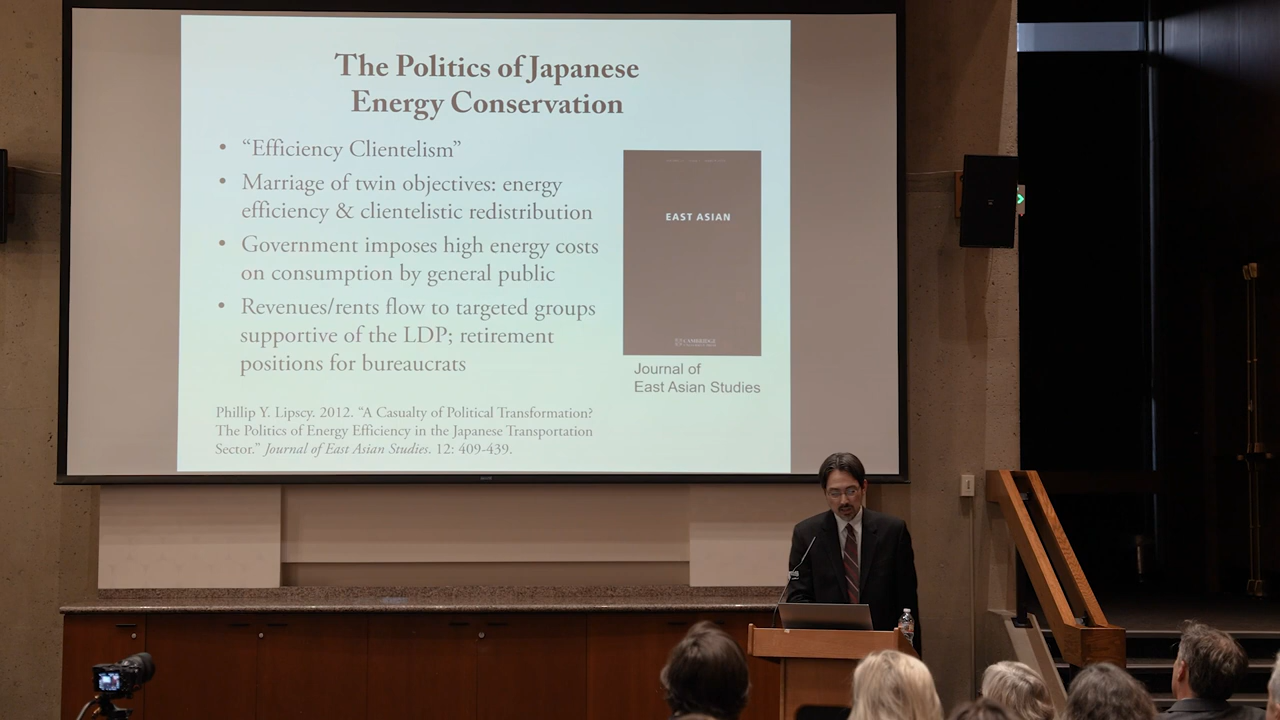 The Politics of Japanese
Energy Conservation
• “Efficiency Clientelism”
• Marriage of twin objectives: energy
efficiency & clientelistic redistribution
• Government imposes high energy costs
on consumption by general public
• Revenues/rents flow to targeted groups
supportive of the LDP; retirement
positions for bureaucrats
EAST ASIAN
CAMBRIDGE
Journal of
East Asian Studies
Phillip Y. Lipscy. 2012. “A Casualty of Political Transformation?
The Politics of Energy Efficiency in the Japanese Transportation
Sector.” Journal of East Asian Studies. 12: 409-439.